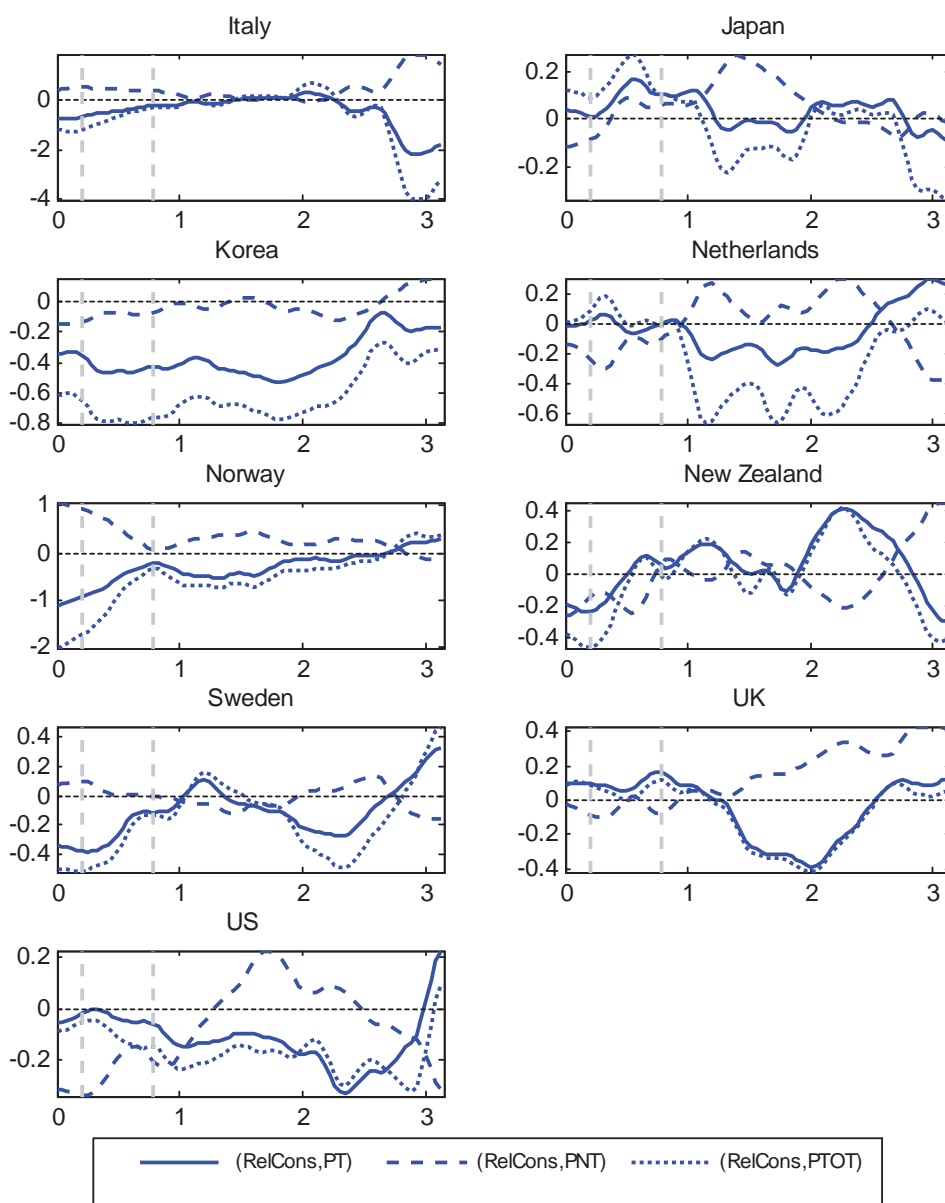 Italy
0
-2
-4
0 1 2 3
Japan
0.2
0
-0.2
0 1 2 3
Korea
0
-0.2
-0.4
-0.6
-0.8
0 1 2 3
Netherlands
0.2
0
-0.2
-0.4
-0.6
0 1 2 3
Norway
1
0
-1
-2
0 1 2 3
New Zealand
0.4
0.2
0
-0.2
-0.4
0 1 2 3
Sweden
0.4
0.2
0
-0.2
-0.4
0 1 2 3
UK
0.4
0.2
0
-0.2
-0.4
0 1 2 3
US
0.2
0
-0.2
0 1 2 3
(RelCons,PT) (RelCons,PNT) (RelCons,PTOT)